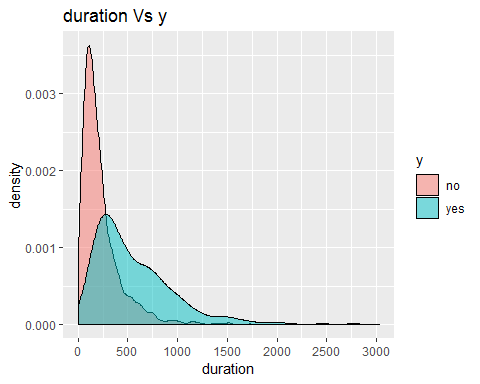 duration Vs y
density
0.003
0.002
0.001
0.000
0 500 1000 1500 2000 2500 3000
duration
y
no
yes